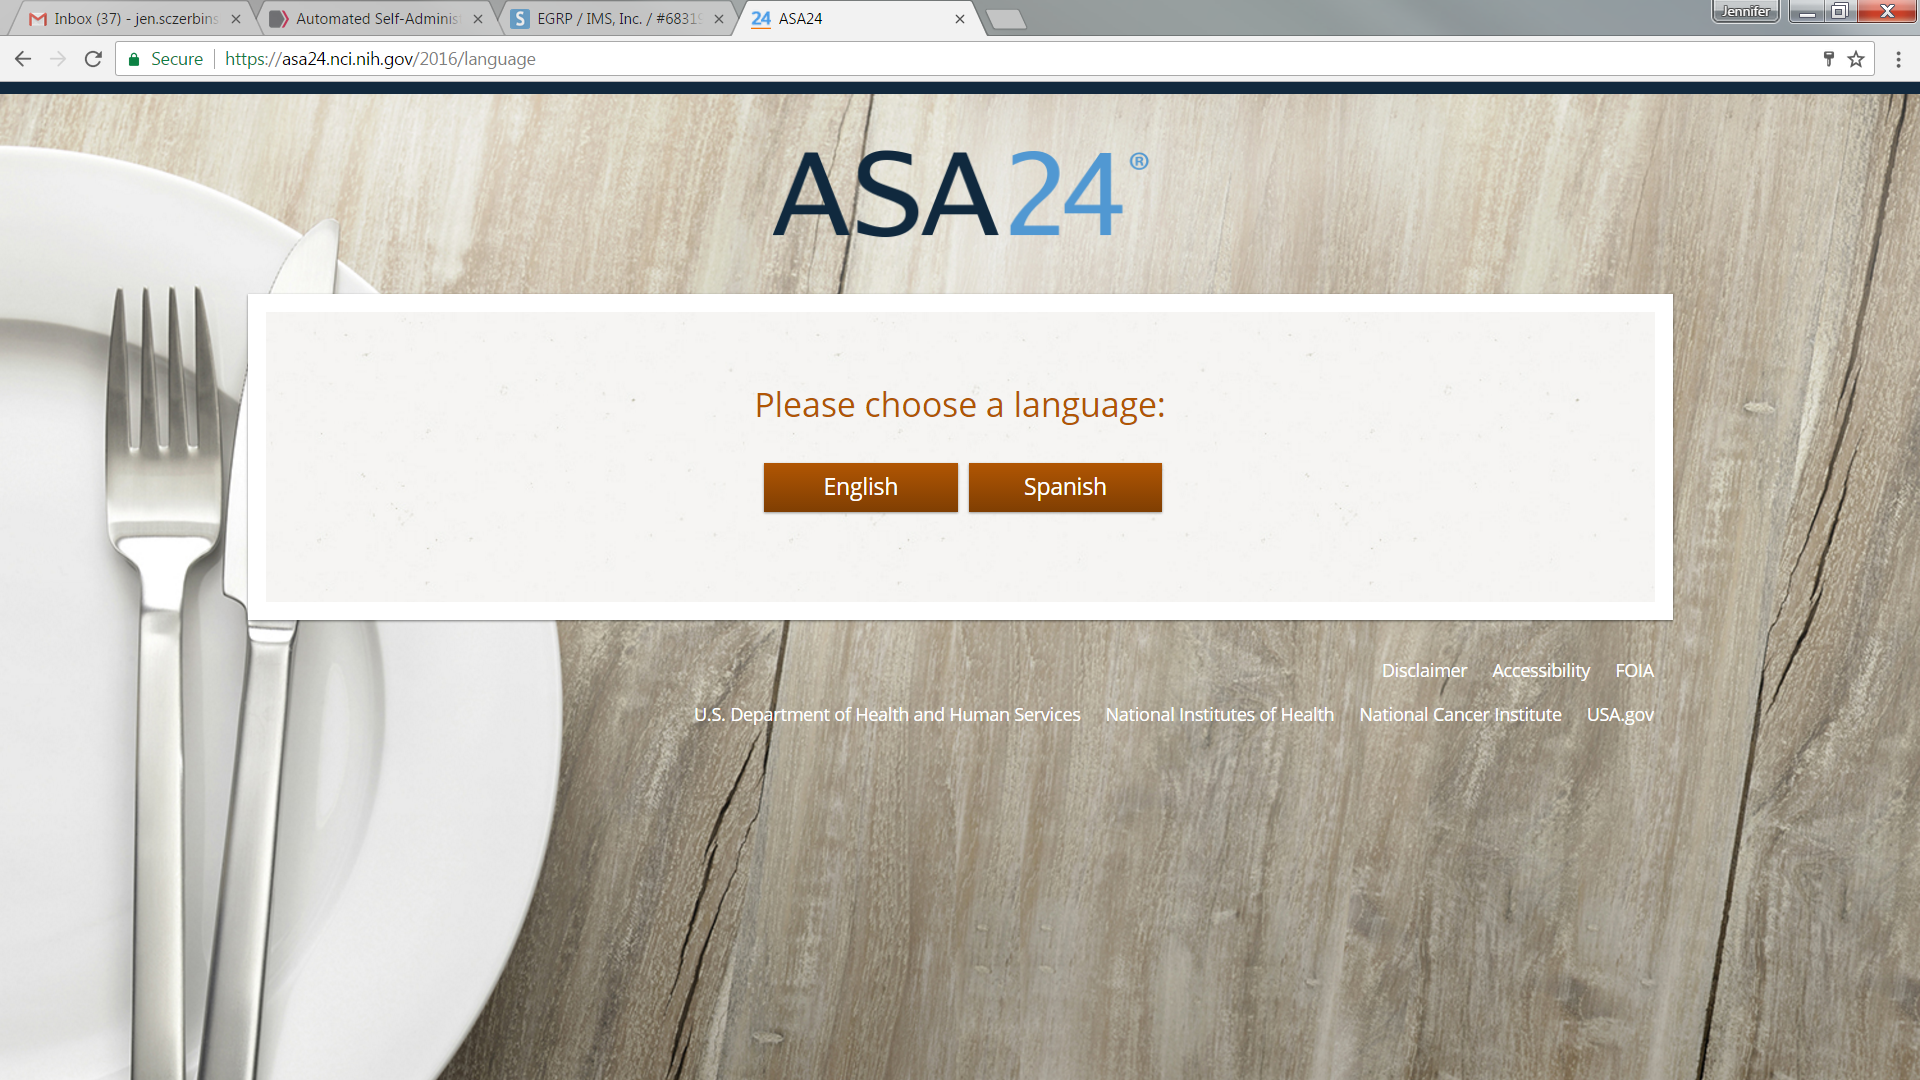 Inbox (37) - jen.sczerbins
Automated Self-Adminis
EGRP / IMS, Inc. / #6831
ASA24
Jennifer
Secure
https://asa24.nci.nih.gov/2016/language
ASA24®
Please choose a language:
English
Spanish
Disclaimer Accessibility FOIA
U.S. Department of Health and Human Services National Institutes of Health National Cancer Institute USA.gov